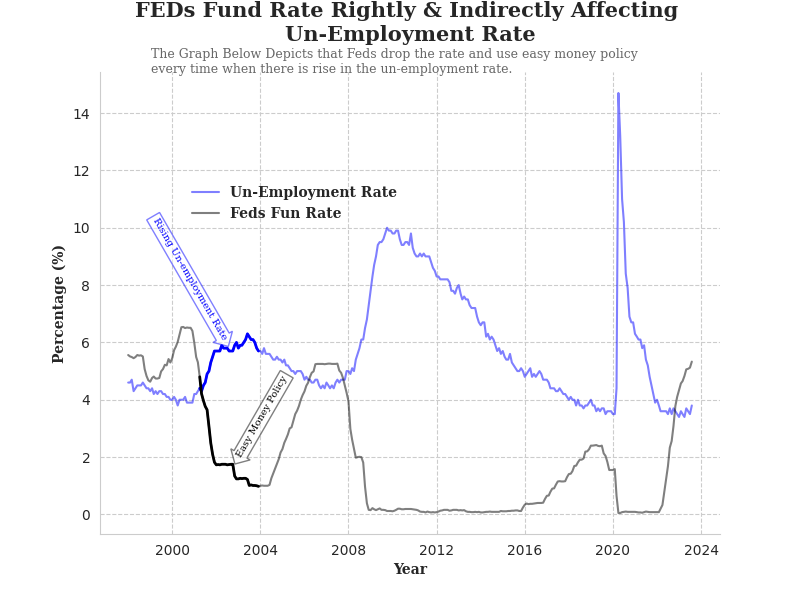 FEDs Fund Rate Rightly & Indirectly Affecting
Un-Employment Rate
The Graph Below Depicts that Feds drop the rate and use easy money policy
every time when there is rise in the un-employment rate.
14
12
10
8
6
4
2
0
Percentage (%)
Un-Employment Rate
Feds Fun Rate
Rising Un-employment Rate
Easy Money Policy
2000
2004
2008
2012
2016
2020
2024
Year